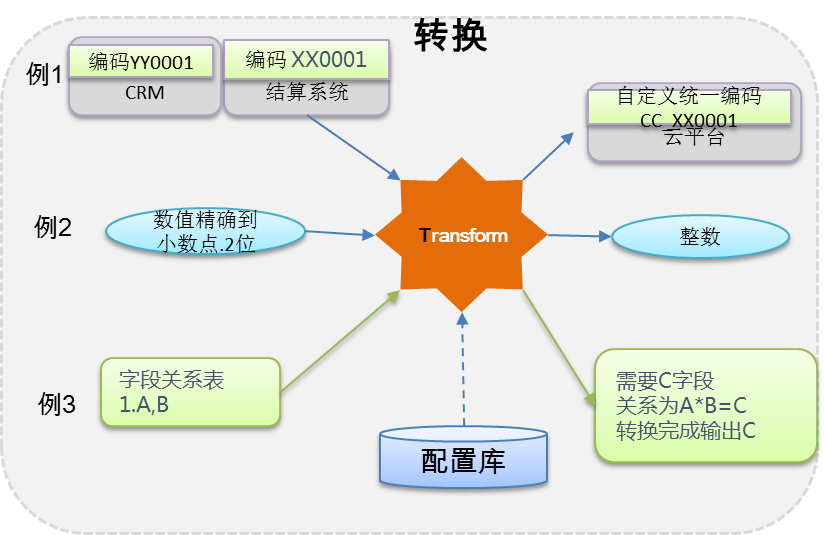 转换
例1
编码YY0001
CRM
编码 XX0001
结算系统
自定义统一编码
CC_XX0001
云平台
例2
数值精确到
小数点.2位
Transform
整数
例3
字段关系表
1.A,B
配置库
需要C字段
关系为A*B=C
转换完成输出C